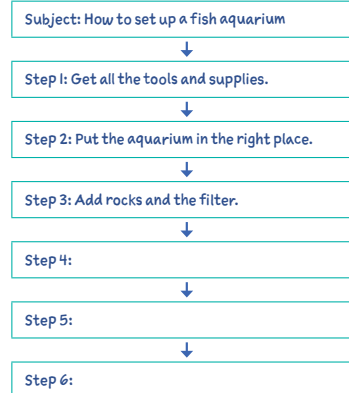 Subject: How to set up a fish aquarium
Step 1: Get all the tools and supplies.
Step 2: Put the aquarium in the right place.
Step 3: Add rocks and the filter.
Step 4:
Step 5:
Step 6: